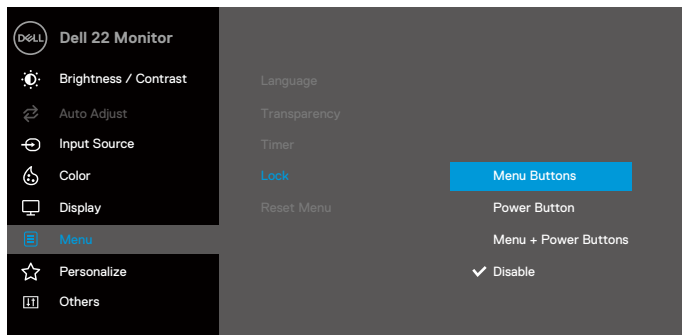 DELL Dell 22 Monitor
Brightness / Contrast
Language
Auto Adjust
Transparency
Input Source
Timer
Color
Lock
Menu Buttons
Display
Reset Menu
Power Button
Menu
Menu + Power Buttons
Personalize
Disable
Others